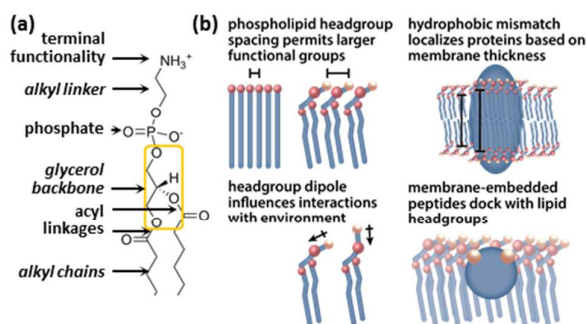 (a)
terminal
functionality
NH₃⁺
alkyl linker
O
phosphate
O=P-O⁻
O
glycerol
backbone
H
O
acyl
linkages
O
O
O
alkyl chains
(b)
phospholipid headgroup
spacing permits larger
functional groups
hydrophobic mismatch
localizes proteins based on
membrane thickness
headgroup dipole
influences interactions
with environment
membrane-embedded
peptides dock with lipid
headgroups